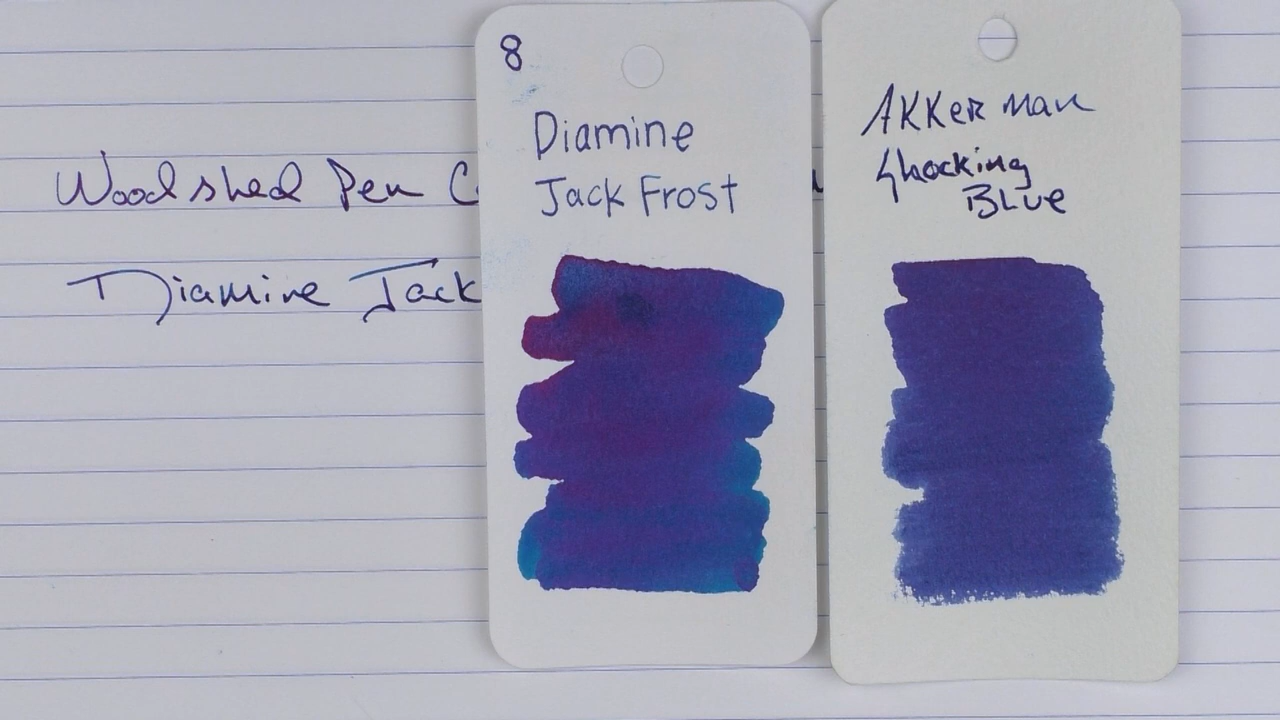 Woodshed Pen
Diamine Jack
8
Diamine
Jack Frost
AKKerman
Shocking
BLue